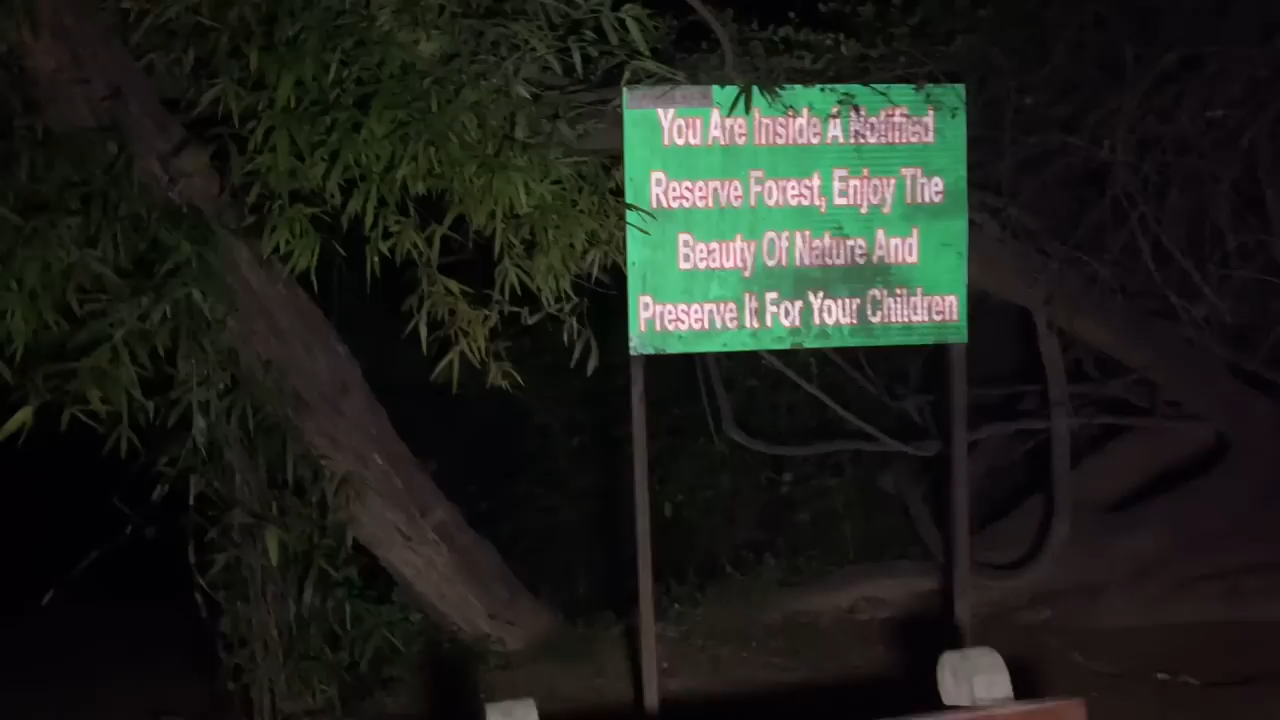 You Are Inside A Notified
Reserve Forest, Enjoy The
Beauty Of Nature And
Preserve It For Your Children